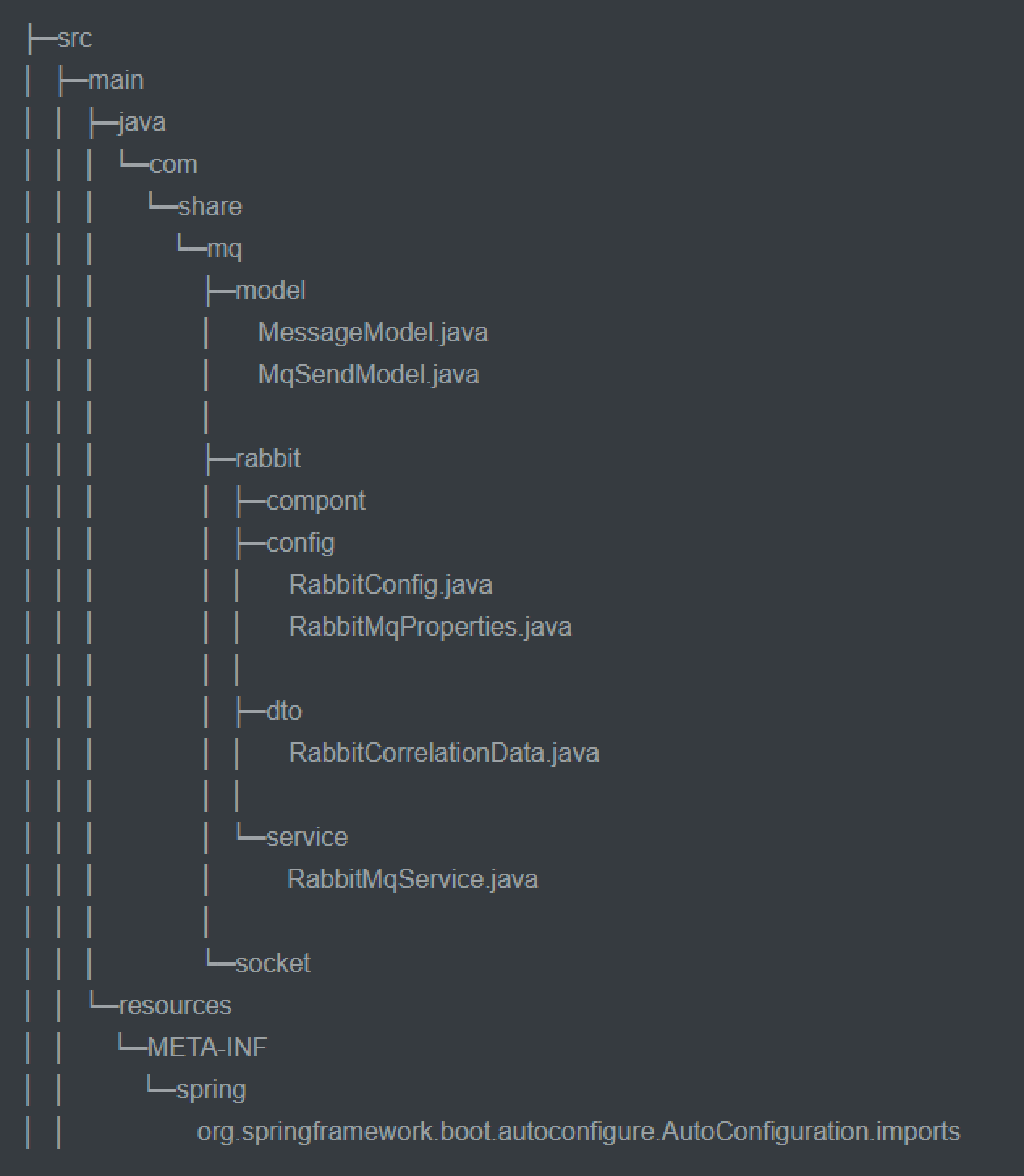 ├─src
│ ├─main
│ │ ├─java
│ │ │ └─com
│ │ │   └─share
│ │ │     └─mq
│ │ │       ├─model
│ │ │       │   MessageModel.java
│ │ │       │   MqSendModel.java
│ │ │       │
│ │ │       ├─rabbit
│ │ │       │ ├─compont
│ │ │       │ ├─config
│ │ │       │ │   RabbitConfig.java
│ │ │       │ │   RabbitMqProperties.java
│ │ │       │ │
│ │ │       │ ├─dto
│ │ │       │ │   RabbitCorrelationData.java
│ │ │       │ │
│ │ │       │ └─service
│ │ │       │     RabbitMqService.java
│ │ │       │
│ │ │       └─socket
│ │ └─resources
│ │   └─META-INF
│ │     └─spring
│ │         org.springframework.boot.autoconfigure.AutoConfiguration.imports